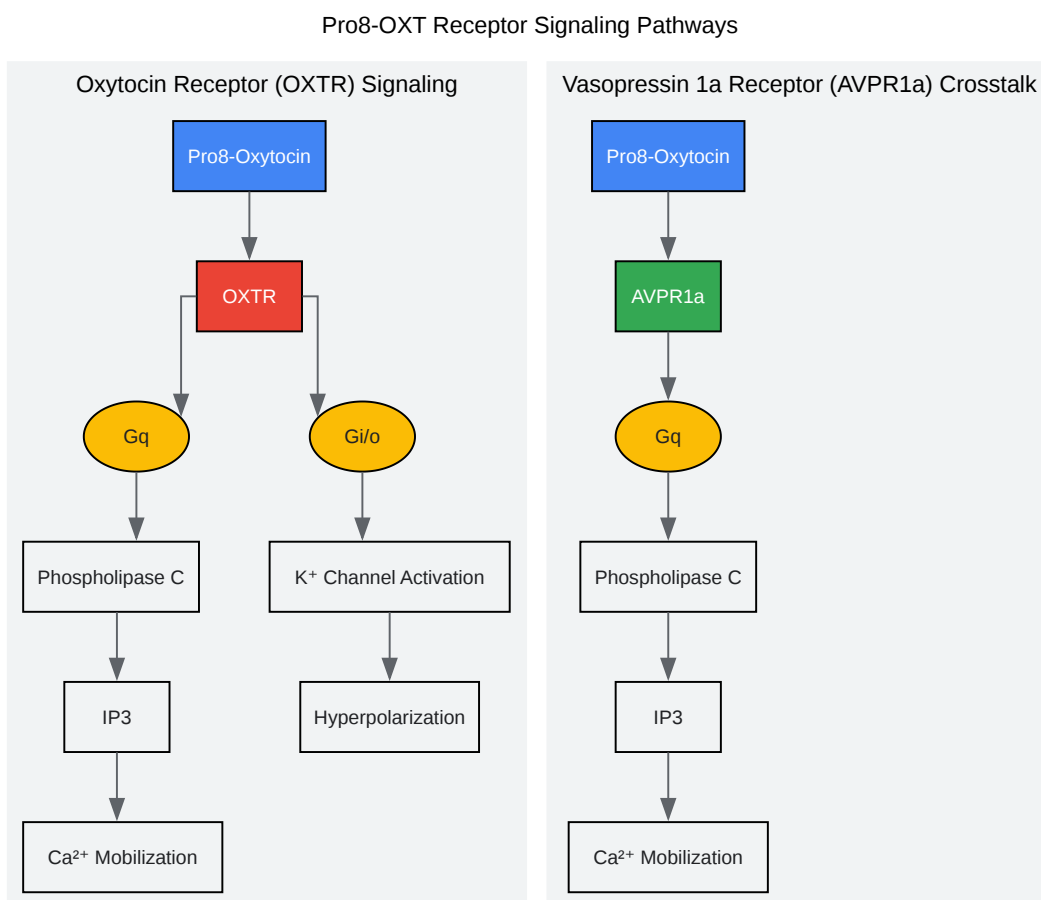 Pro8-OXT Receptor Signaling Pathways
Oxytocin Receptor (OXTR) Signaling
Pro8-Oxytocin
OXTR
Gq
Gi/o
Phospholipase C
K⁺ Channel Activation
IP3
Hyperpolarization
Ca²⁺ Mobilization
Vasopressin 1a Receptor (AVPR1a) Crosstalk
Pro8-Oxytocin
AVPR1a
Gq
Phospholipase C
IP3
Ca²⁺ Mobilization